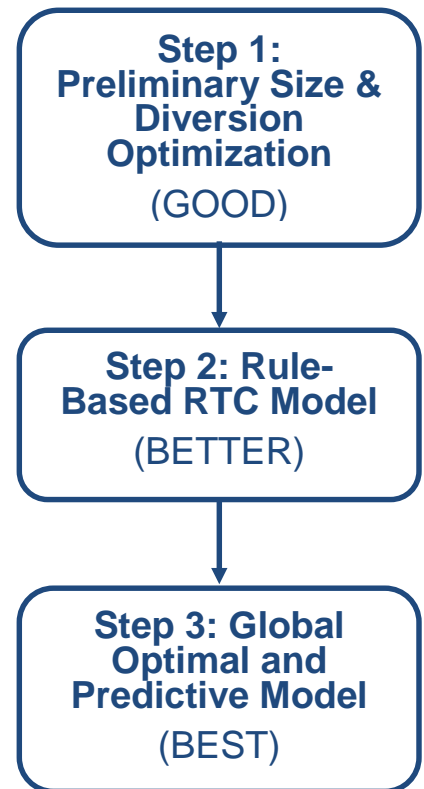 Step 1:
Preliminary Size &
Diversion
Optimization
(GOOD)
Step 2: Rule-
Based RTC Model
(BETTER)
Step 3: Global
Optimal and
Predictive Model
(BEST)